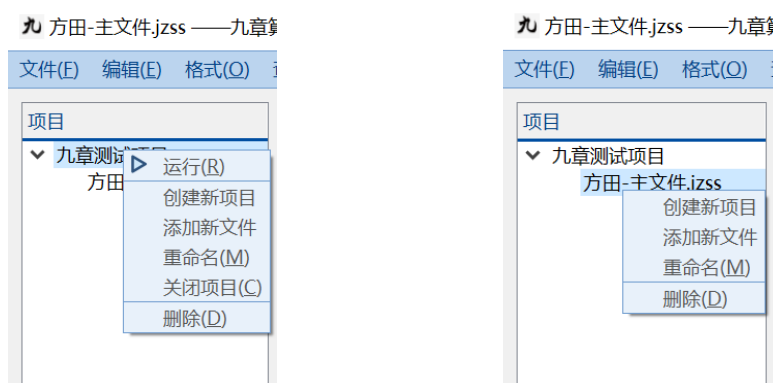 九 方田-主文件.jzss ——九章
文件(F) 编辑(E) 格式(O)
项目
九章测试项目
方田
运行(R)
创建新项目
添加新文件
重命名(M)
关闭项目(C)
删除(D)
九 方田-主文件.jzss ——九章
文件(F) 编辑(E) 格式(O)
项目
九章测试项目
方田-主文件.jzss
创建新项目
添加新文件
重命名(M)
删除(D)